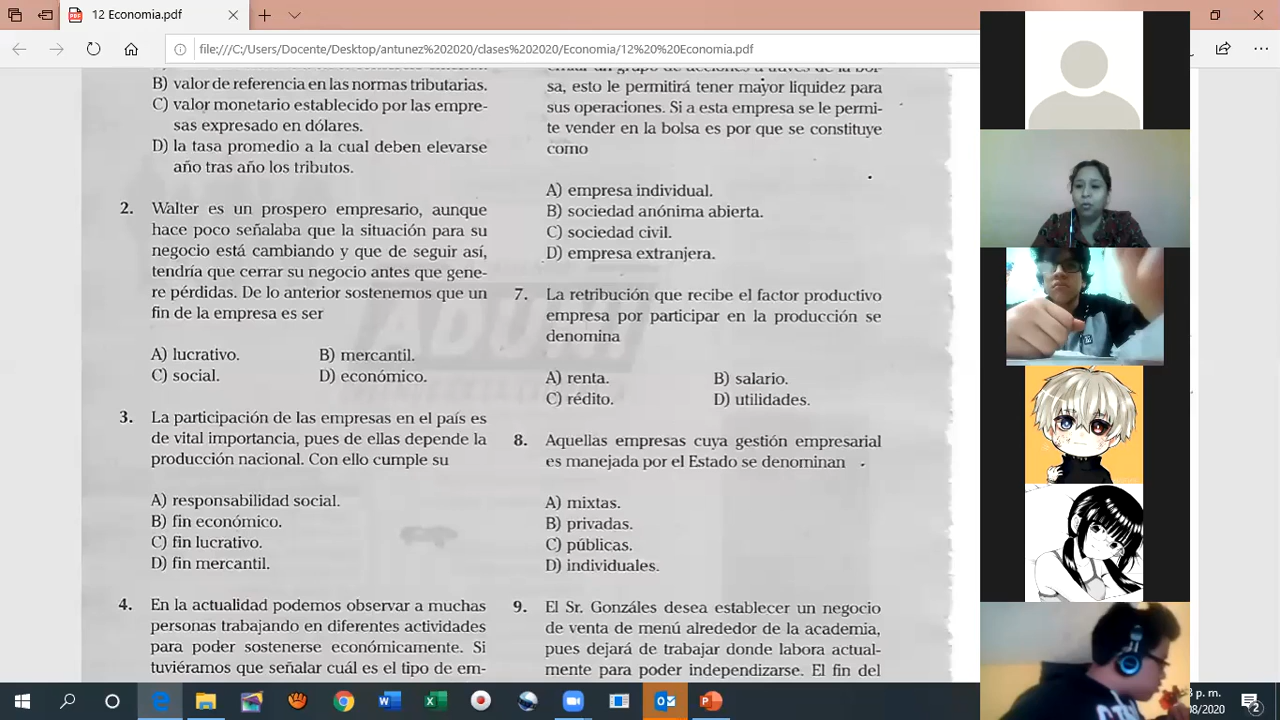 12 Economia.pdf
file:///C:/Users/Docente/Desktop/antunez%202020/clases%202020/Economia/12%20%20Economia.pdf
B) valor de referencia en las normas tributarias.
C) valor monetario establecido por las empre-
sas expresado en dólares.
D) la tasa promedio a la cual deben elevarse
año tras año los tributos.
2. Walter es un prospero empresario, aunque
hace poco señalaba que la situación para su
negocio está cambiando y que de seguir así,
tendría que cerrar su negocio antes que gene-
re pérdidas. De lo anterior sostenemos que un
fin de la empresa es ser
A) lucrativo. B) mercantil.
C) social. D) económico.
3. La participación de las empresas en el país es
de vital importancia, pues de ellas depende la
producción nacional. Con ello cumple su
A) responsabilidad social.
B) fin económico.
C) fin lucrativo.
D) fin mercantil.
4. En la actualidad podemos observar a muchas
personas trabajando en diferentes actividades
para poder sostenerse económicamente. Si
tuviéramos que señalar cuál es el tipo de em-
emitir un grupo de acciones a través de la bol-
sa, esto le permitirá tener mayor liquidez para
sus operaciones. Si a esta empresa se le permi-
te vender en la bolsa es por que se constituye
como
A) empresa individual.
B) sociedad anónima abierta.
C) sociedad civil.
D) empresa extranjera.
7. La retribución que recibe el factor productivo
empresa por participar en la producción se
denomina
A) renta. B) salario.
C) rédito. D) utilidades.
8. Aquellas empresas cuya gestión empresarial
es manejada por el Estado se denominan
A) mixtas.
B) privadas.
C) públicas.
D) individuales.
9. El Sr. Gonzáles desea establecer un negocio
de venta de menú alrededor de la academia,
pues dejará de trabajar donde labora actual-
mente para poder independizarse. El fin del
p. m.
08/2020
2